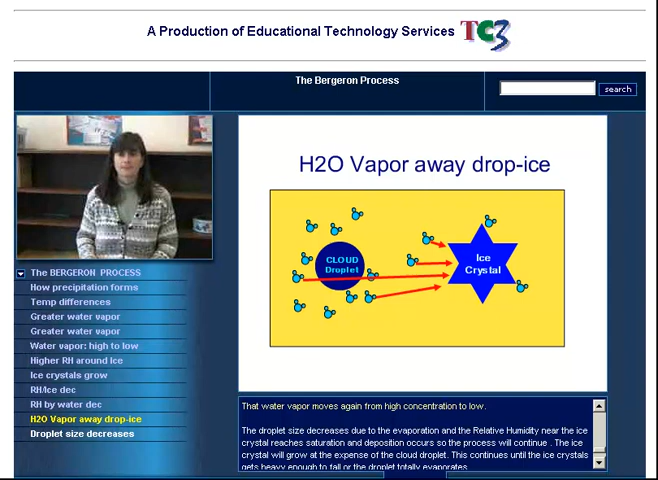 A Production of Educational Technology Services TC3
The Bergeron Process
search
The BERGERON PROCESS
How precipitation forms
Temp differences
Greater water vapor
Greater water vapor
Water vapor: high to low
Higher RH around Ice
Ice crystals grow
RH/Ice dec
RH by water dec
H2O Vapor away drop-ice
Droplet size decreases
H2O Vapor away drop-ice
CLOUD
Droplet
Ice
Crystal
That water vapor moves again from high concentration to low.
The droplet size decreases due to the evaporation and the Relative Humidity near the ice
crystal reaches saturation and deposition occurs so the process will continue . The ice
crystal will grow at the expense of the cloud droplet. This continues until the ice crystals
gets heavy enough to fall or the droplet totally evaporates.